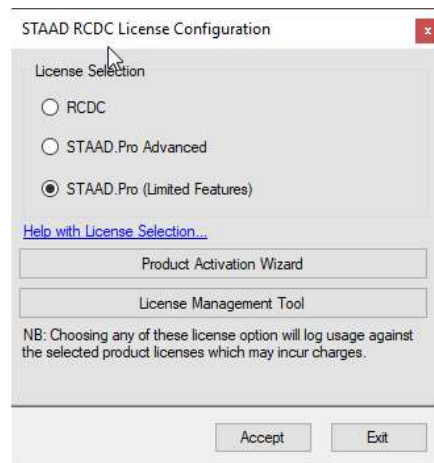 STAAD RCDC License Configuration
x
License Selection
RCDC
STAAD.Pro Advanced
STAAD.Pro (Limited Features)
Help with License Selection...
Product Activation Wizard
License Management Tool
NB: Choosing any of these license option will log usage against
the selected product licenses which may incur charges.
Accept
Exit